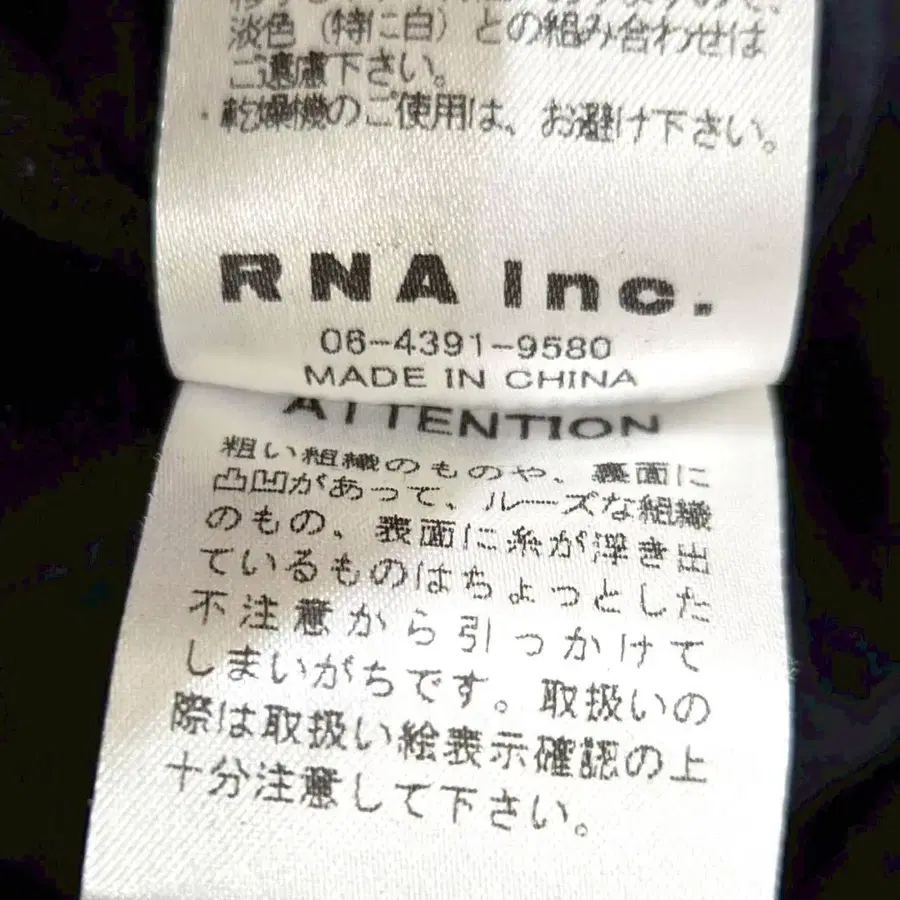 淡色（特に白）との組み合わせは
ご遠慮下さい。
・乾燥機のご使用は、お避け下さい。
RNA Inc.
06-4391-9580
MADE IN CHINA
ATTENTION
粗い組織のものや、裏面に
凸凹があって、ルーズな組織
のもの、表面に糸が浮き出
ているものはちょっとした
不注意から引っかけて
しまいがちです。取扱いの
際は取扱い絵表示確認の上
十分注意して下さい。